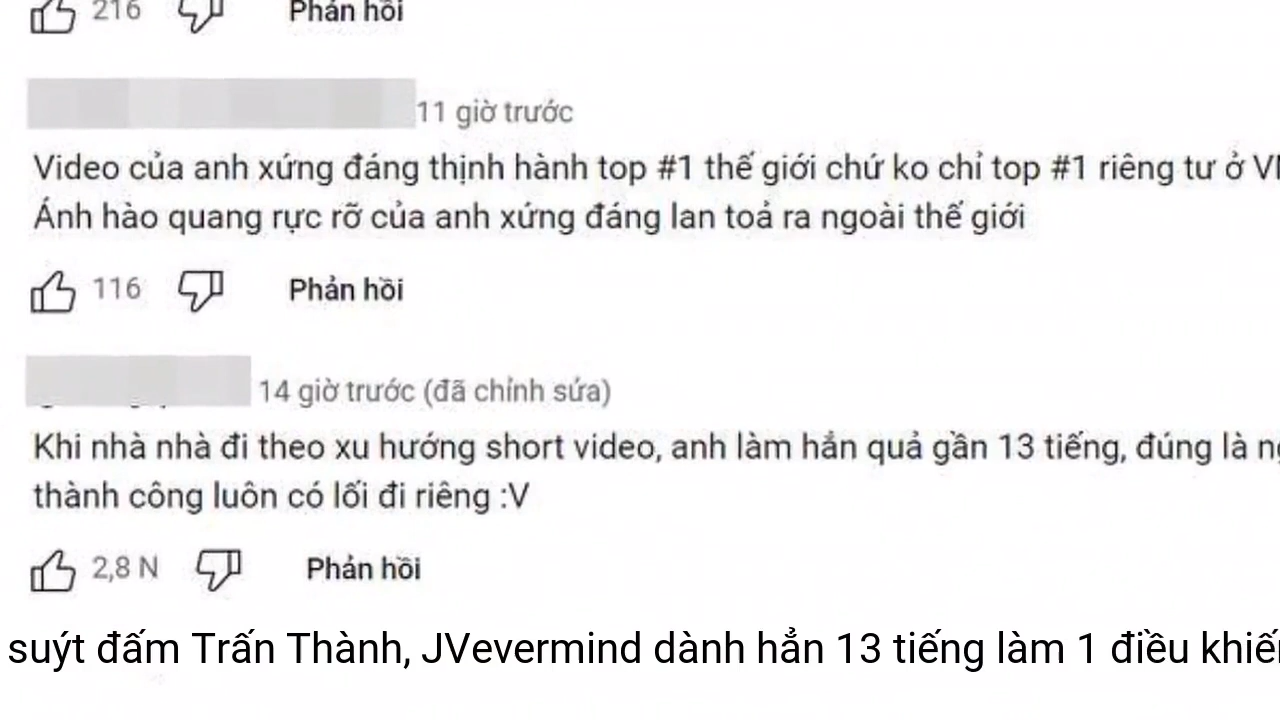 216 Phản hồi
11 giờ trước
Video của anh xứng đáng thịnh hành top #1 thế giới chứ ko chỉ top #1 riêng tư ở
Ánh hào quang rực rỡ của anh xứng đáng lan toả ra ngoài thế giới
116 Phản hồi
14 giờ trước (đã chỉnh sửa)
Khi nhà nhà đi theo xu hướng short video, anh làm hẳn quả gần 13 tiếng, đúng là
thành công luôn có lối đi riêng :V
2,8 N Phản hồi
suýt đấm Trấn Thành, JVevermind dành hẳn 13 tiếng làm 1 điều